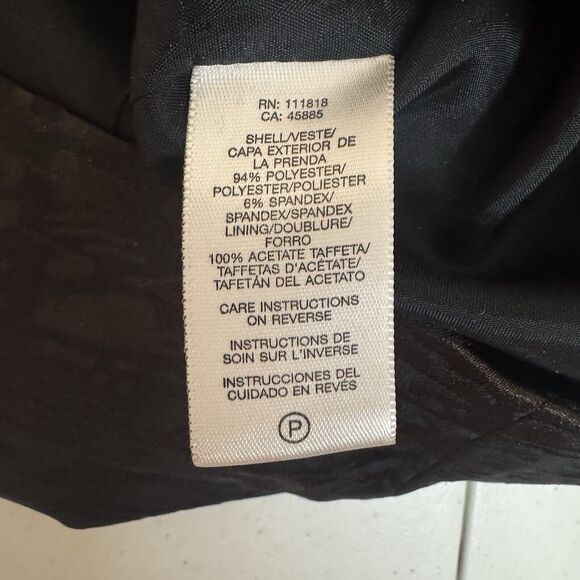 RN: 111818
CA: 45885
SHELL/VESTE/
CAPA EXTERIOR DE
LA PRENDA
94% POLYESTER/
POLYESTER/POLIESTER
6% SPANDEX/
SPANDEX/SPANDEX
LINING/DOUBLURE/
FORRO
100% ACETATE TAFFETA/
TAFFETAS D'ACÉTATE/
TAFETÁN DEL ACETATO
CARE INSTRUCTIONS
ON REVERSE
INSTRUCTIONS DE
SOIN SUR L'INVERSE
INSTRUCCIONES DEL
CUIDADO EN REVÉS
P